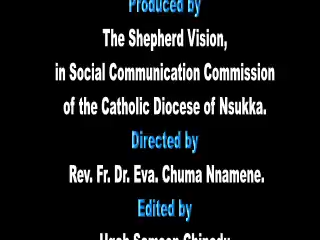 Produced by
The Shepherd Vision,
in Social Communication Commission
of the Catholic Diocese of Nsukka.
Directed by
Rev. Fr. Dr. Eva. Chuma Nnamene.
Edited by